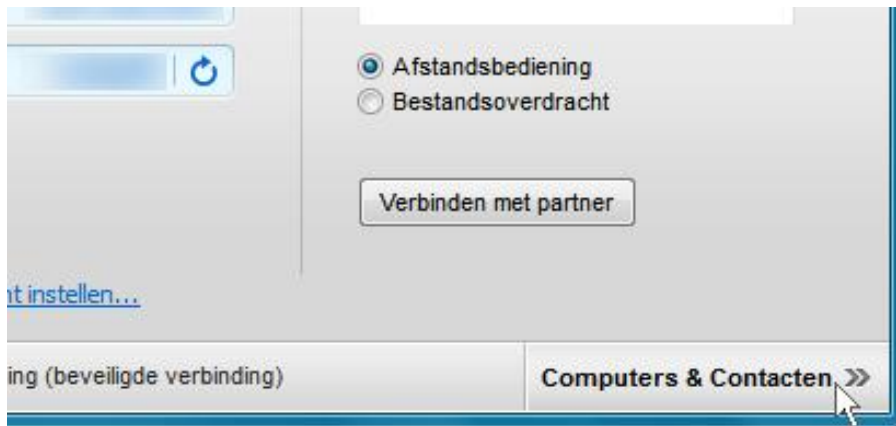 Afstandsbediening
Bestandsoverdracht
Verbinden met partner
nt instellen...
ing (beveiligde verbinding)
Computers & Contacten